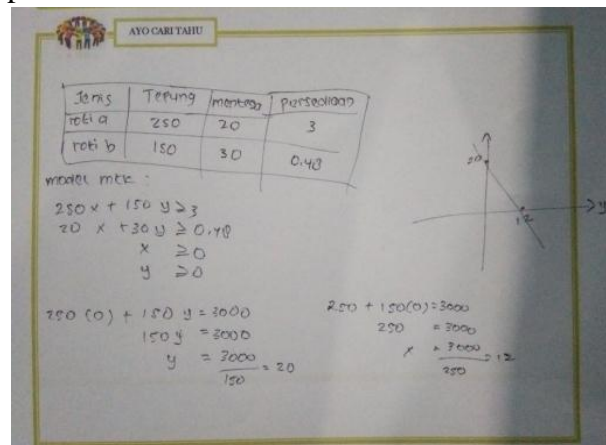 AYO CARI TAHU
Jenis Tepung mentega persediaan
roti a 250 20 3
roti b 150 30 0.48
model mtk :
250x + 150 y ≥ 3
20 x + 30 y ≥ 0.48
x ≥ 0
y ≥ 0
250 (0) + 150 y = 3000
150 y = 3000
y = 3000
150 = 20
250 + 150 (0) = 3000
250 = 3000
x = 3000
250 = 12
20
12
y